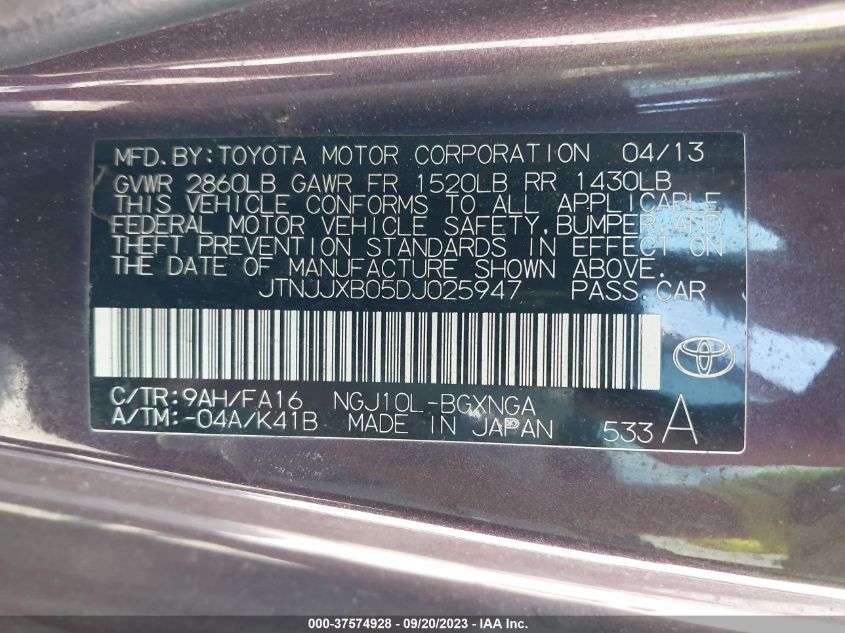 MFD. BY: TOYOTA MOTOR CORPORATION 04/13
GVWR 2860LB GAWR FR 1520LB RR 1430LB
THIS VEHICLE CONFORMS TO ALL APPLICABLE
FEDERAL MOTOR VEHICLE SAFETY, BUMPER, AND
THEFT PREVENTION STANDARDS IN EFFECT ON
THE DATE OF MANUFACTURE SHOWN ABOVE.
JTNJJXB05DJ025947 PASS. CAR
C/TR: 9AH/FA16 NGJ10L-BGXNGA
A/TM: -04A/K41B MADE IN JAPAN 533 A
000-37574928 - 09/20/2023 - © IAA Inc.